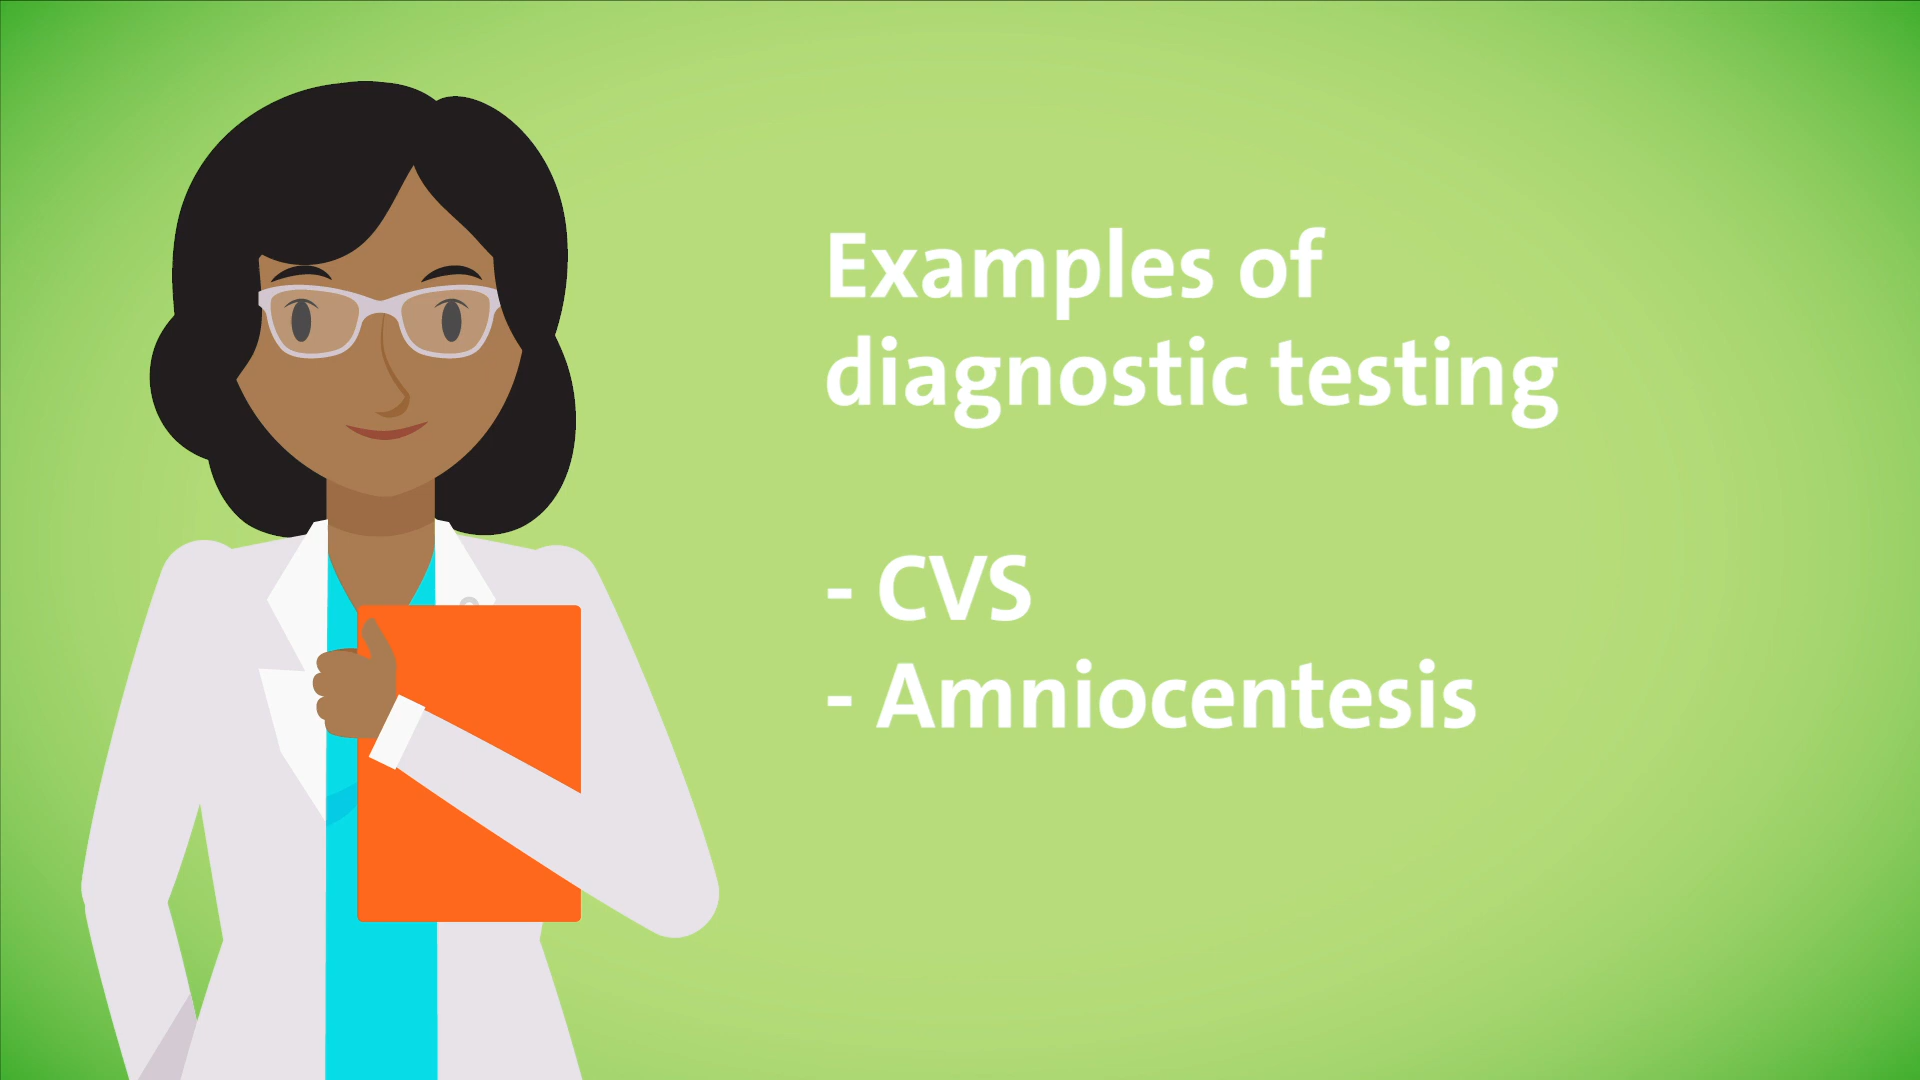 Examples of
diagnostic testing
- CVS
- Amniocentesis